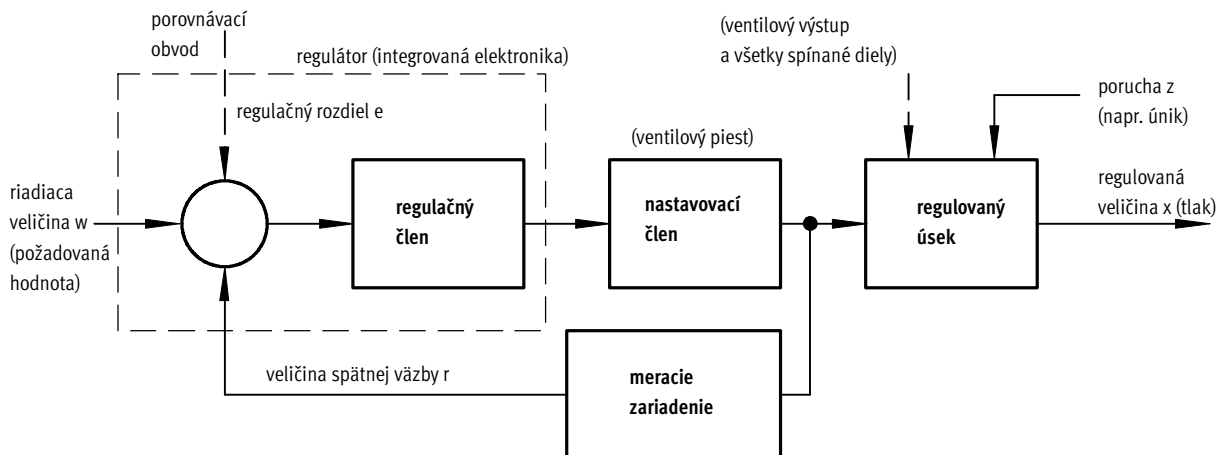 porovnávací
obvod
regulátor (integrovaná elektronika)
(ventilový výstup
a všetky spínané diely)
porucha z
(napr. únik)
regulačný rozdiel e
(ventilový piest)
riadiaca
veličina w
(požadovaná
hodnota)
regulačný
člen
nastavovací
člen
regulovaný
úsek
regulovaná
veličina x (tlak)
veličina spätnej väzby r
meracie
zariadenie